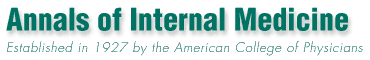 Annals of Internal Medicine
Established in 1927 by the American College of Physicians